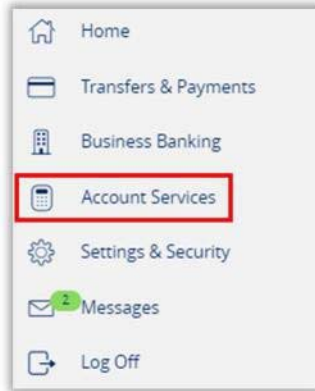 Home
Transfers & Payments
Business Banking
Account Services
Settings & Security
2
Messages
Log Off